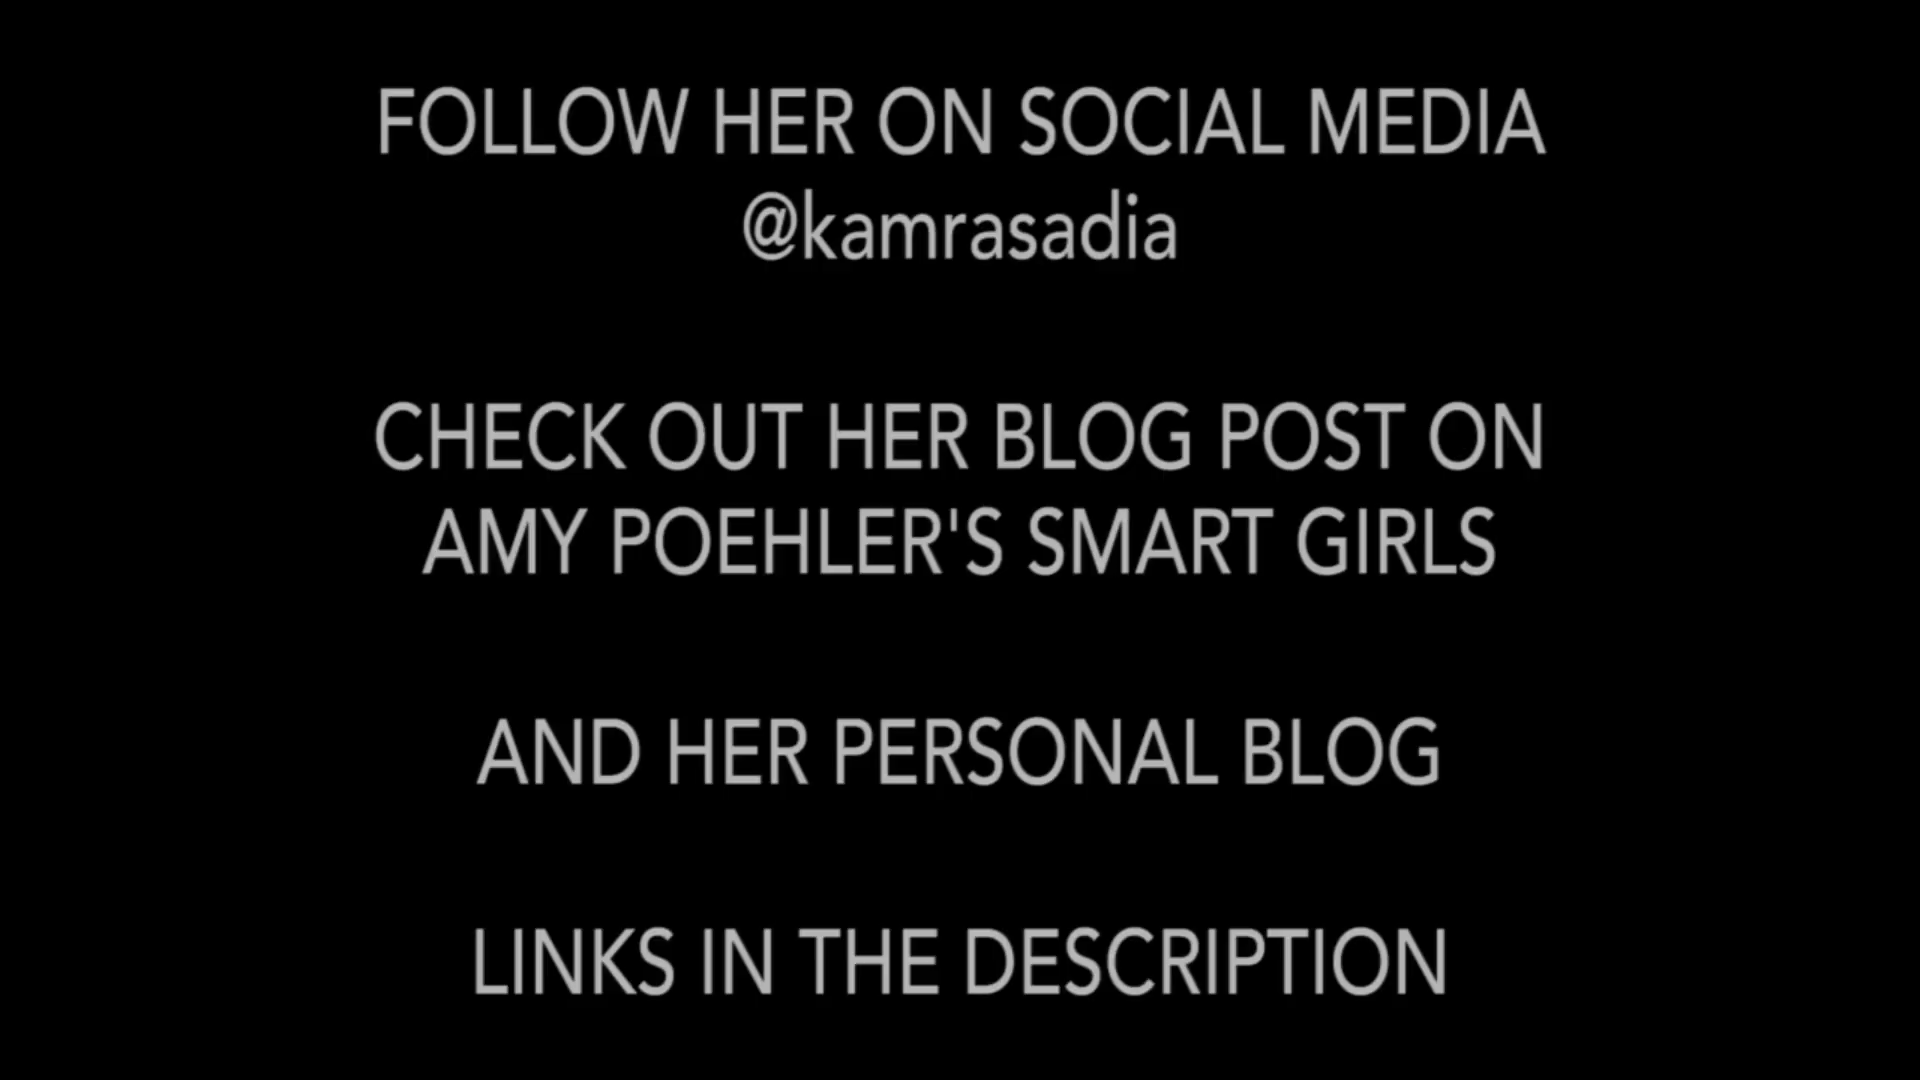 FOLLOW HER ON SOCIAL MEDIA
@kamrasadia
CHECK OUT HER BLOG POST ON
AMY POEHLER'S SMART GIRLS
AND HER PERSONAL BLOG
LINKS IN THE DESCRIPTION